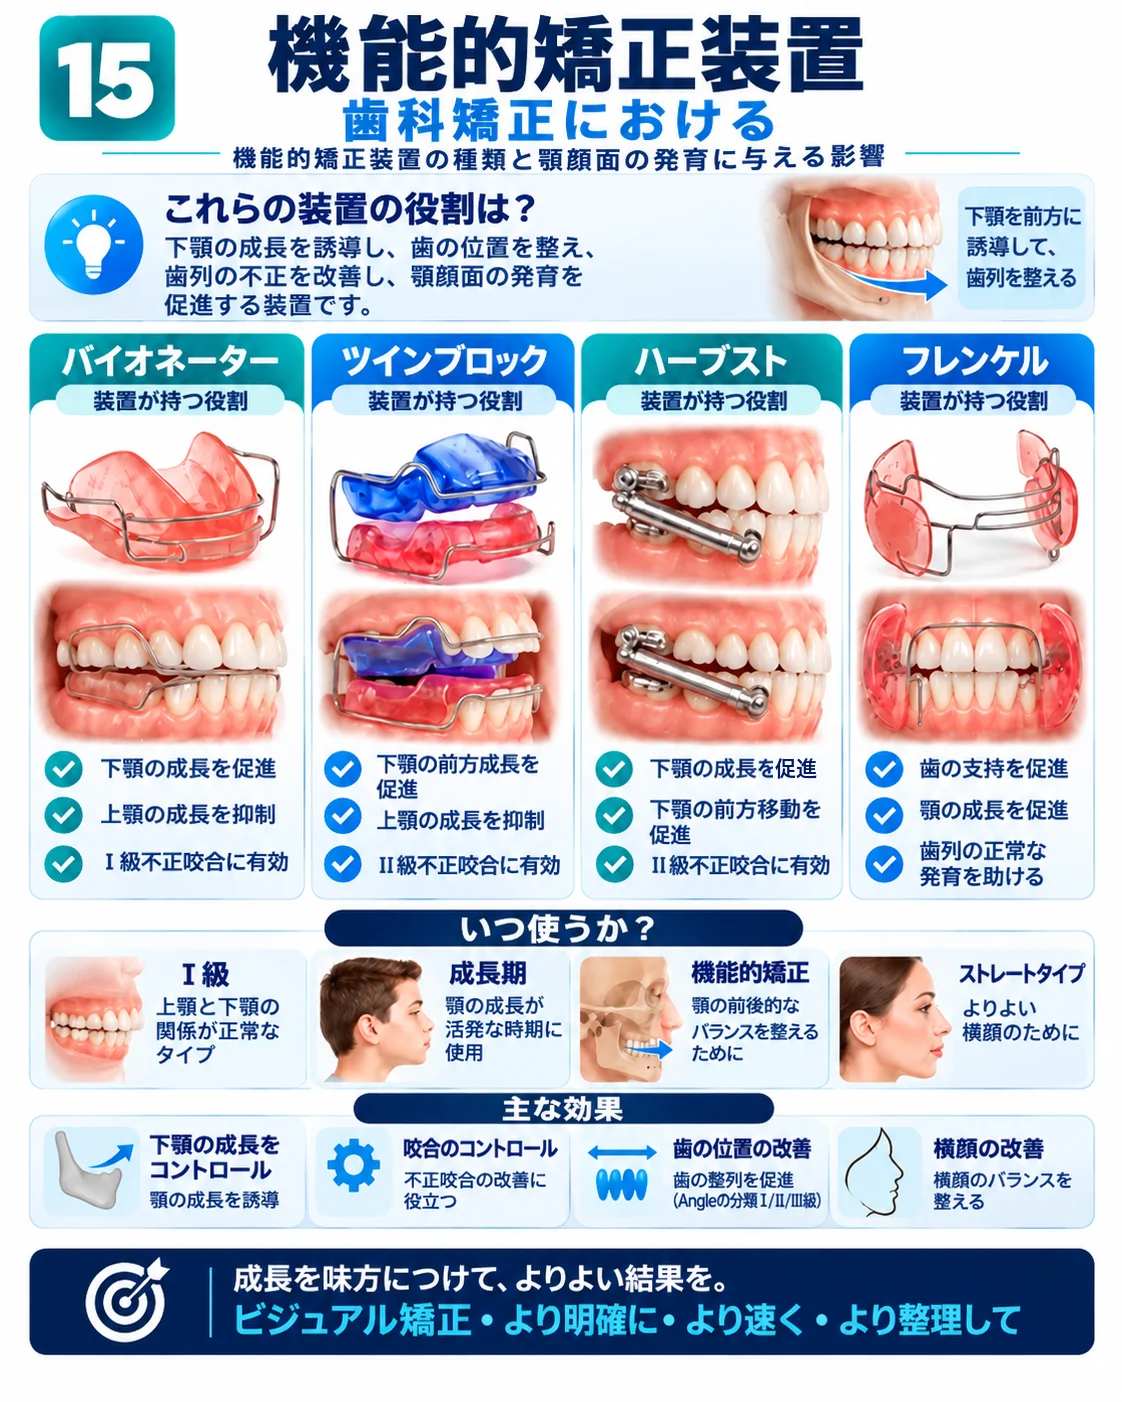 15
機能的矯正装置
歯科矯正における
機能的矯正装置の種類と顎顔面の発育に与える影響
これらの装置の役割は？
下顎の成長を誘導し、歯の位置を整え、
歯列の不正を改善し、顎顔面の発育を
促進する装置です。
下顎を前方に
誘導して、
歯列を整える
バイオネーター
装置が持つ役割
下顎の成長を促進
上顎の成長を抑制
Ⅰ級不正咬合に有効
ツインブロック
装置が持つ役割
下顎の前方成長を
促進
上顎の成長を抑制
Ⅱ級不正咬合に有効
ハーブスト
装置が持つ役割
下顎の成長を促進
下顎の前方移動を
促進
Ⅱ級不正咬合に有効
フレンケル
装置が持つ役割
歯の支持を促進
顎の成長を促進
歯列の正常な
発育を助ける
いつ使うか？
Ⅰ級
上顎と下顎の
関係が正常な
タイプ
成長期
顎の成長が
活発な時期に
使用
機能的矯正
顎の前後的な
バランスを整える
ために
ストレートタイプ
よりよい
横顔のために
主な効果
下顎の成長を
コントロール
顎の成長を誘導
咬合のコントロール
不正咬合の改善に
役立つ
歯の位置の改善
歯の整列を促進
(Angleの分類Ⅰ/Ⅱ/Ⅲ級)
横顔の改善
横顔のバランスを
整える
成長を味方につけて、よりよい結果を。
ビジュアル矯正・より明確に・より速く・より整理して